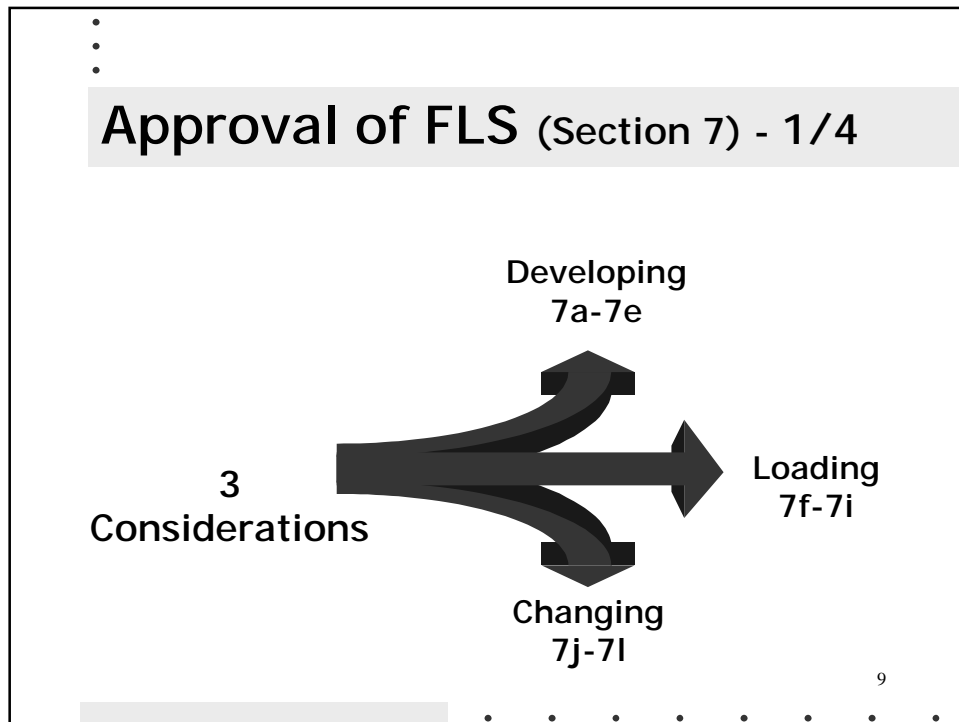 Approval of FLS (Section 7) - 1/4
Developing
7a-7e
3
Considerations
Loading
7f-7i
Changing
7j-7l
9